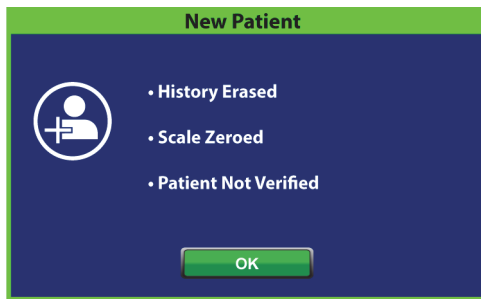 New Patient
• History Erased
• Scale Zeroed
• Patient Not Verified
OK